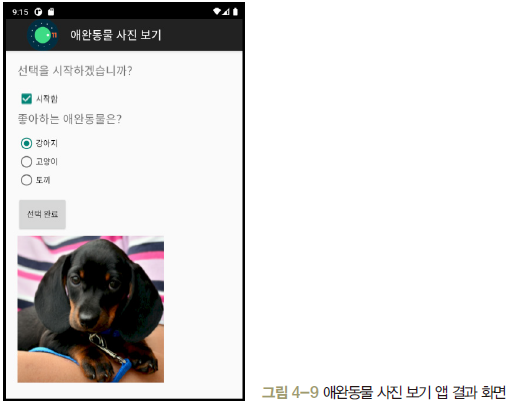 9:15
애완동물 사진 보기
선택을 시작하겠습니까?
시작함
좋아하는 애완동물은?
강아지
고양이
토끼
선택 완료
그림 4-9 애완동물 사진 보기 앱 결과 화면